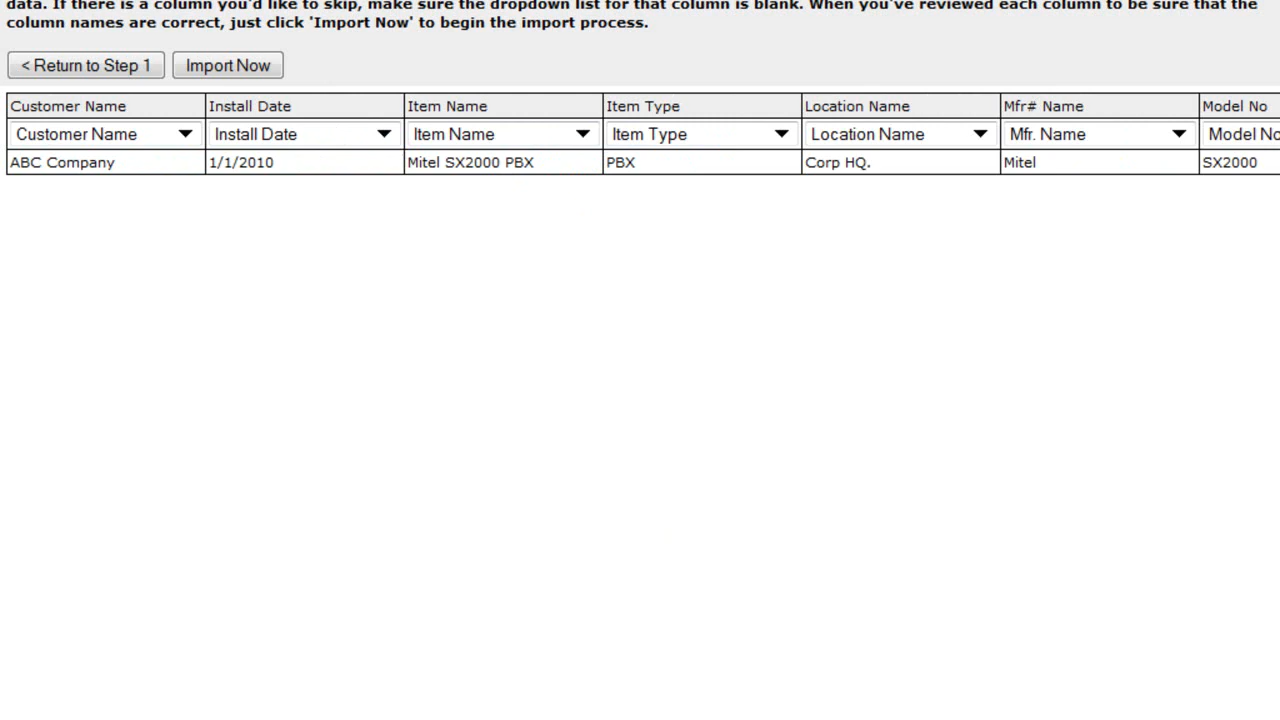 data. If there is a column you'd like to skip, make sure the dropdown list for that column is blank. When you've reviewed each column to be sure that the
column names are correct, just click 'Import Now' to begin the import process.
< Return to Step 1 Import Now
Customer Name Install Date Item Name Item Type Location Name Mfr# Name Model No
Customer Name Install Date Item Name Item Type Location Name Mfr. Name Model No
ABC Company 1/1/2010 Mitel SX2000 PBX PBX Corp HQ. Mitel SX2000